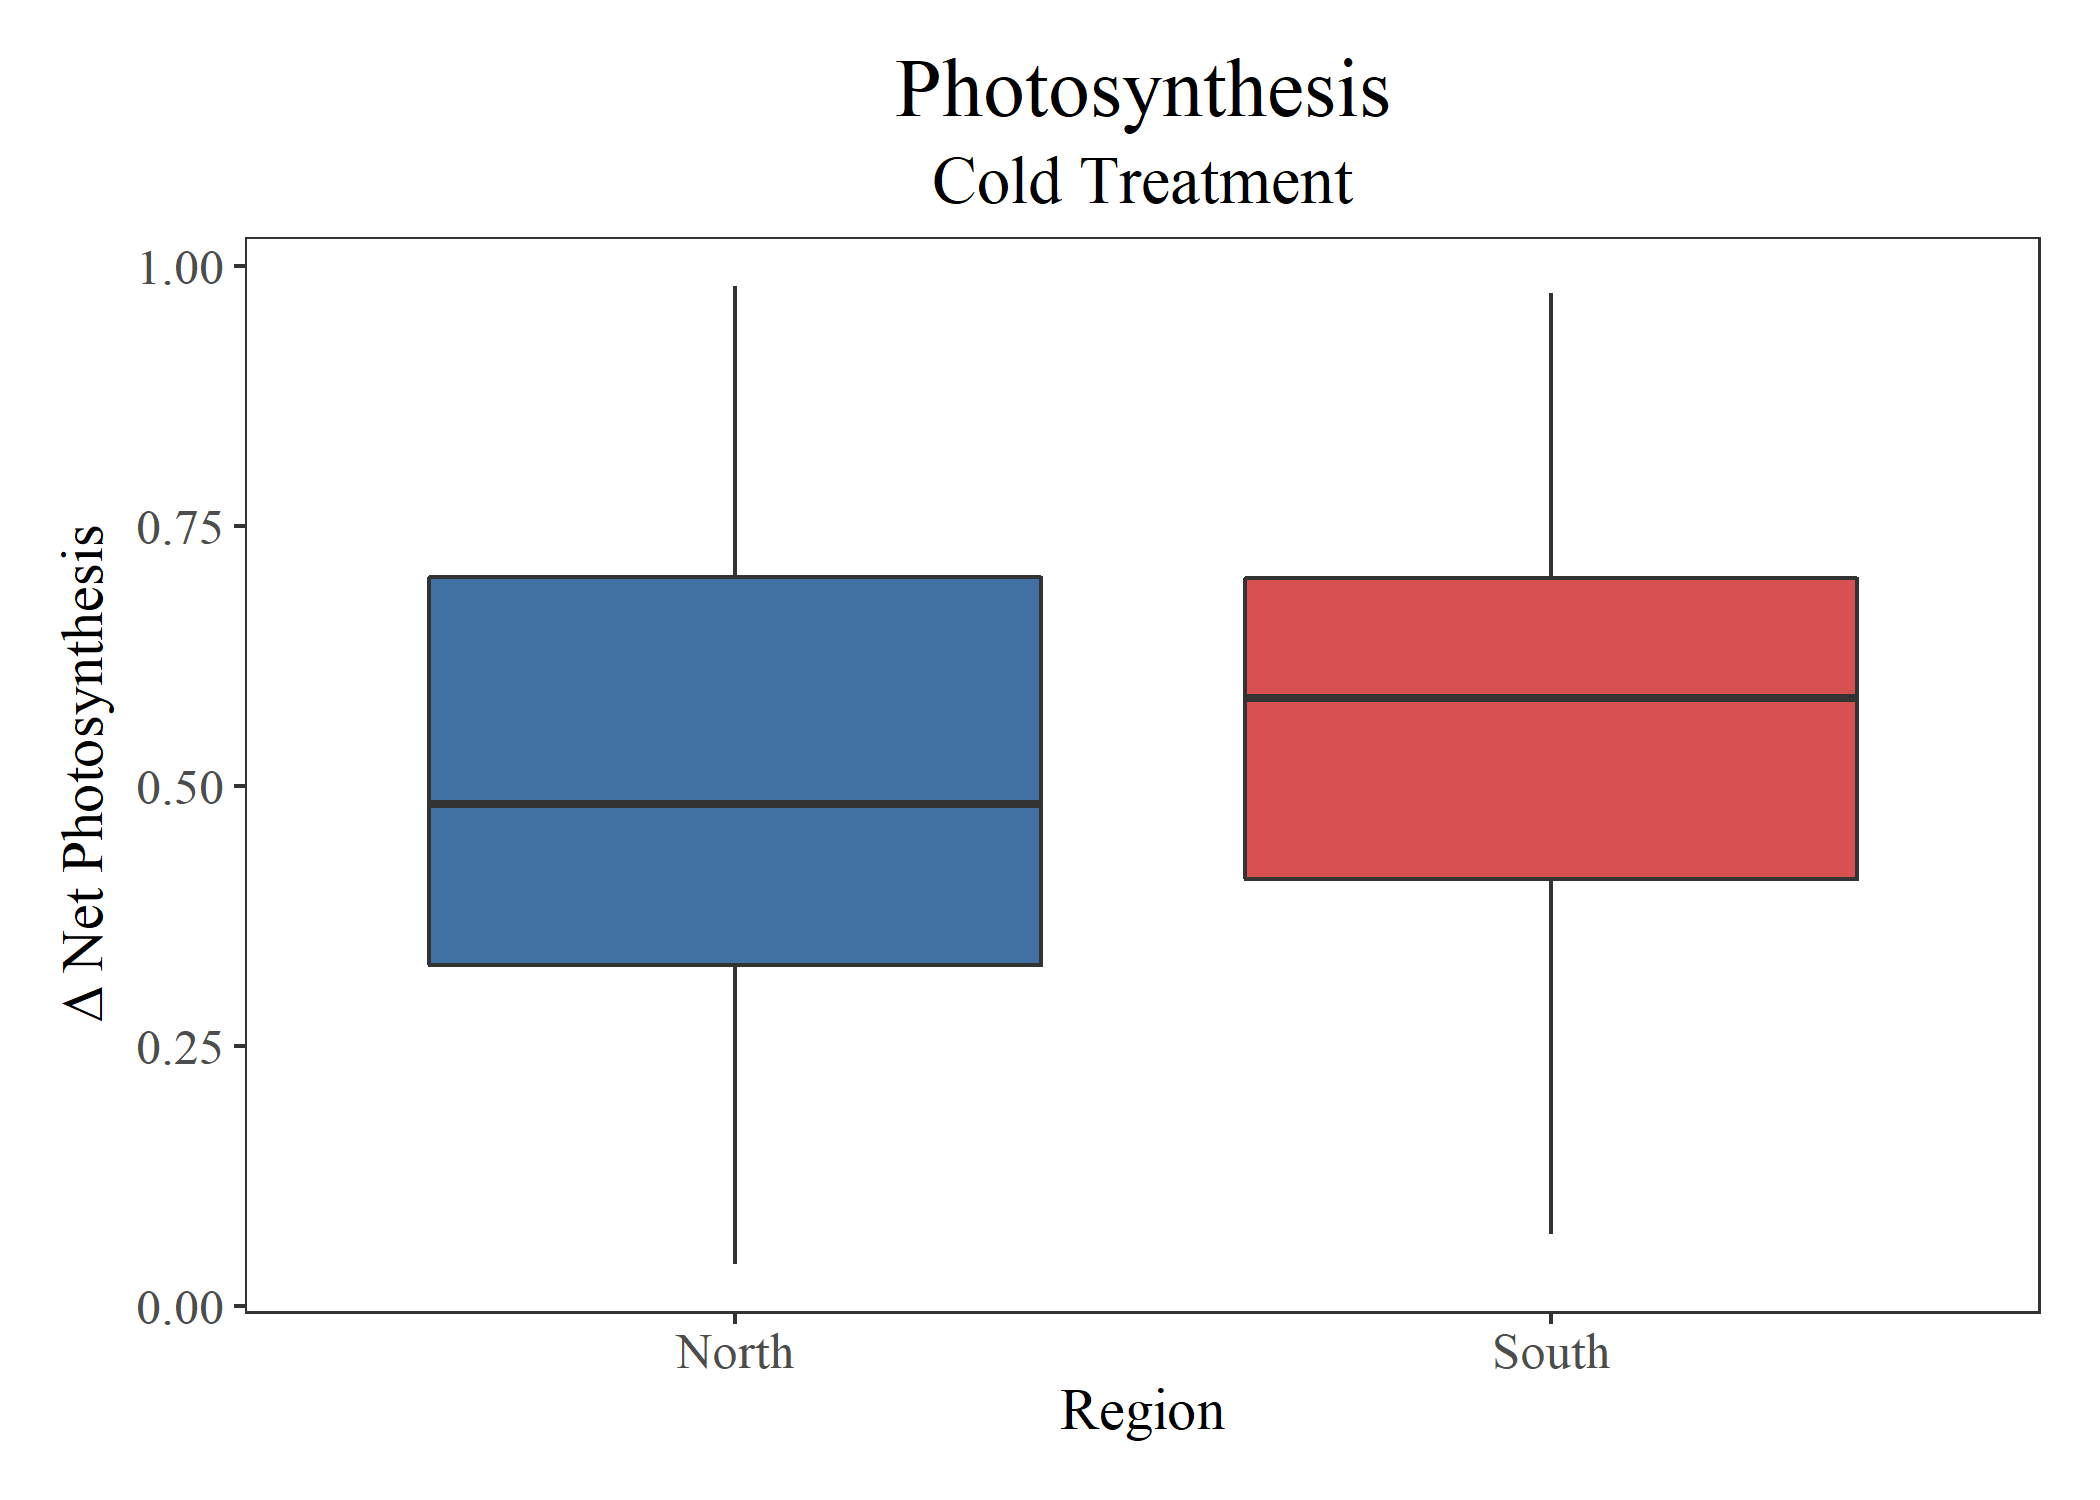 Photosynthesis
Cold Treatment
1.00
0.75
0.50
0.25
0.00
Δ Net Photosynthesis
North
South
Region